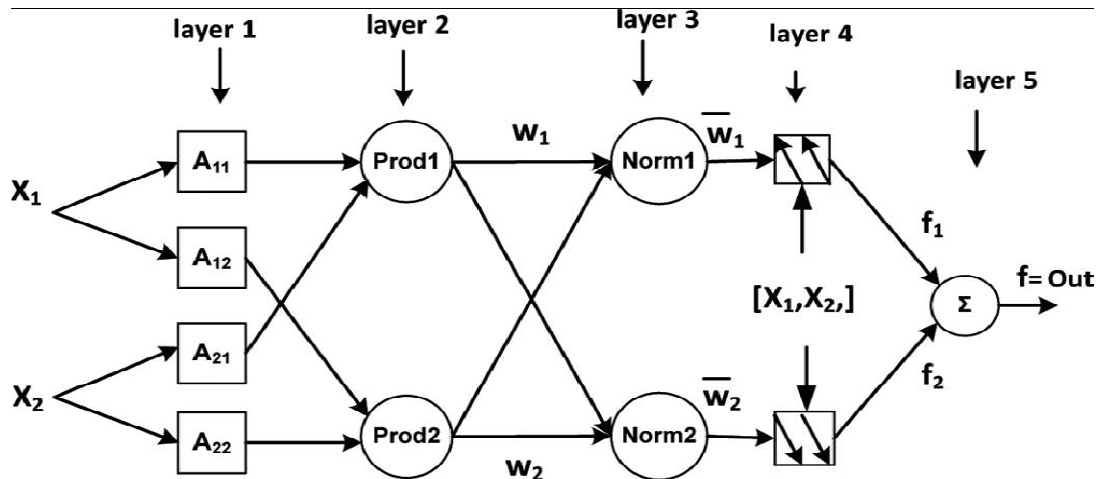 layer 1
layer 2
layer 3
layer 4
layer 5
X₁
A₁₁
A₁₂
X₂
A₂₁
A₂₂
Prod1
Prod2
w₁
w₂
Norm1
Norm2
w̅₁
w̅₂
[X₁,X₂,]
f₁
f₂
Σ
f= Out